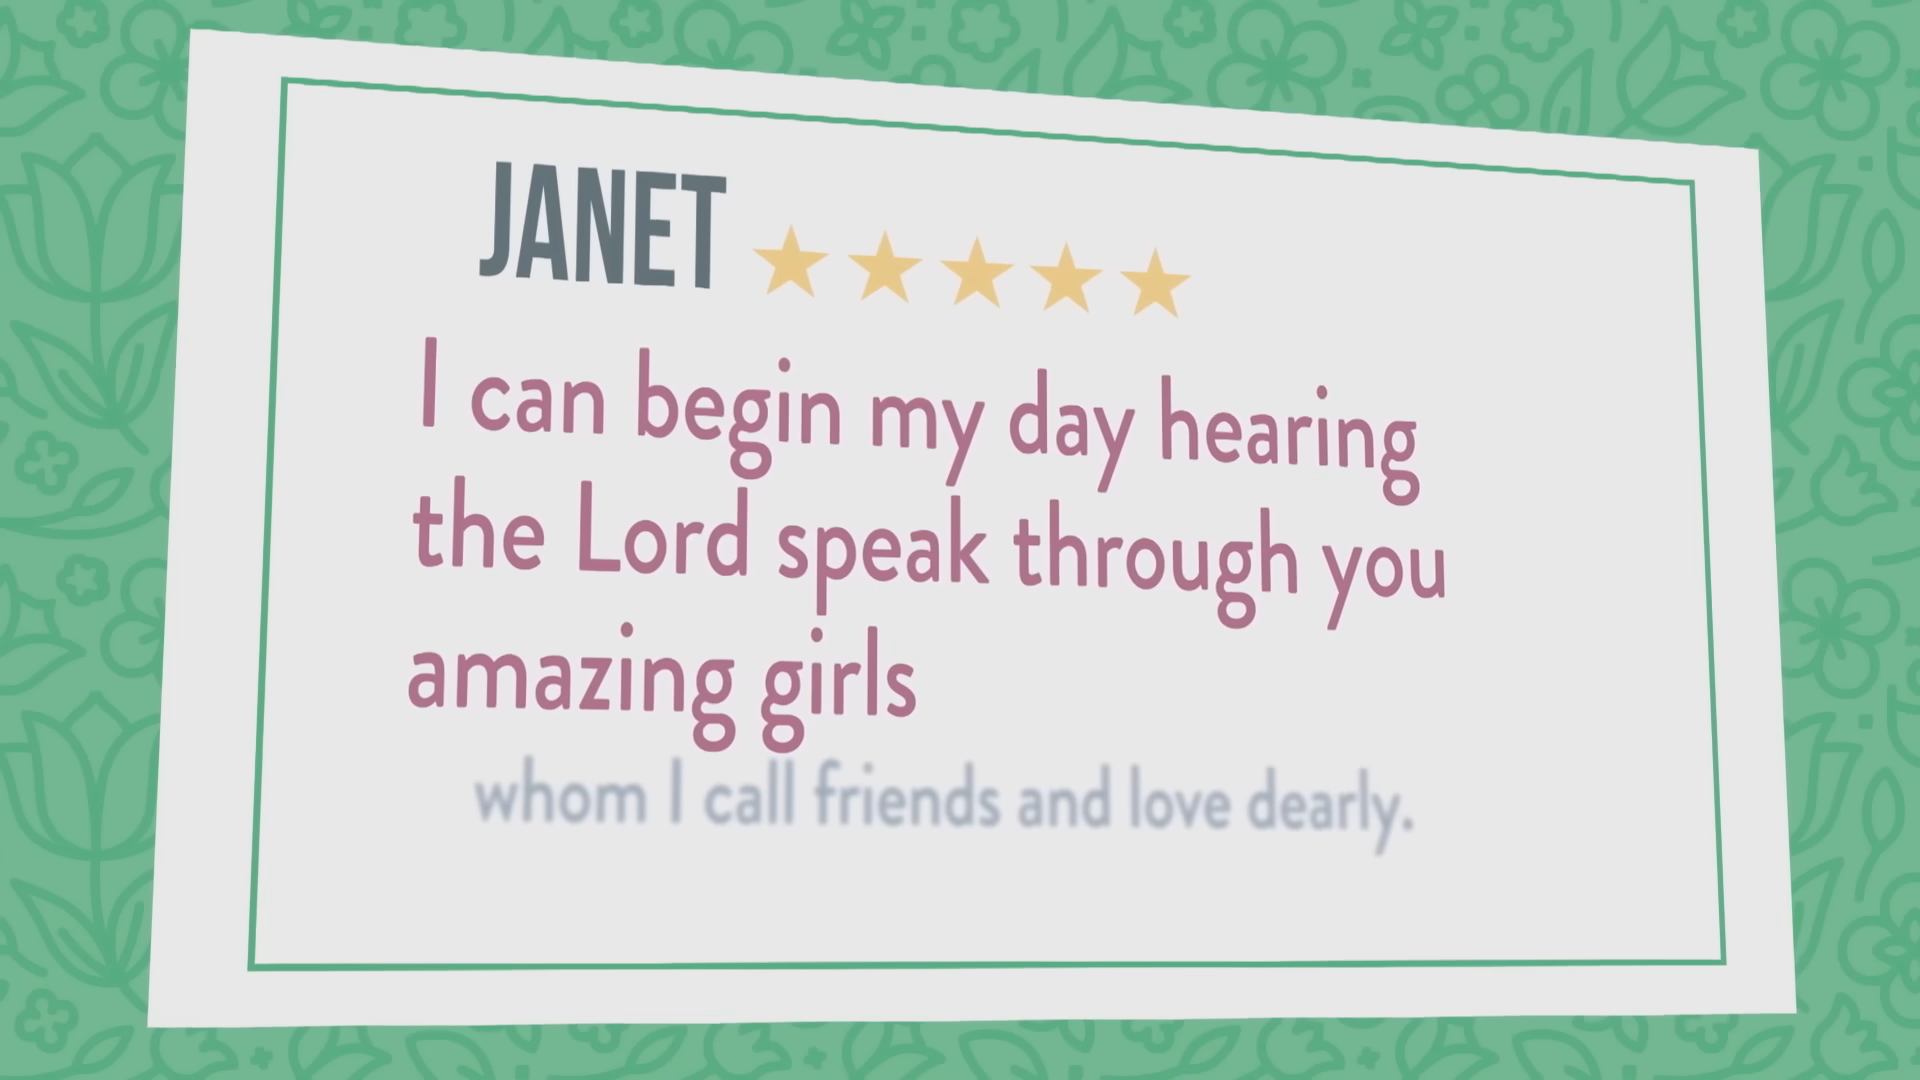 JANET
I can begin my day hearing
the Lord speak through you
amazing girls
whom I call friends and love dearly.